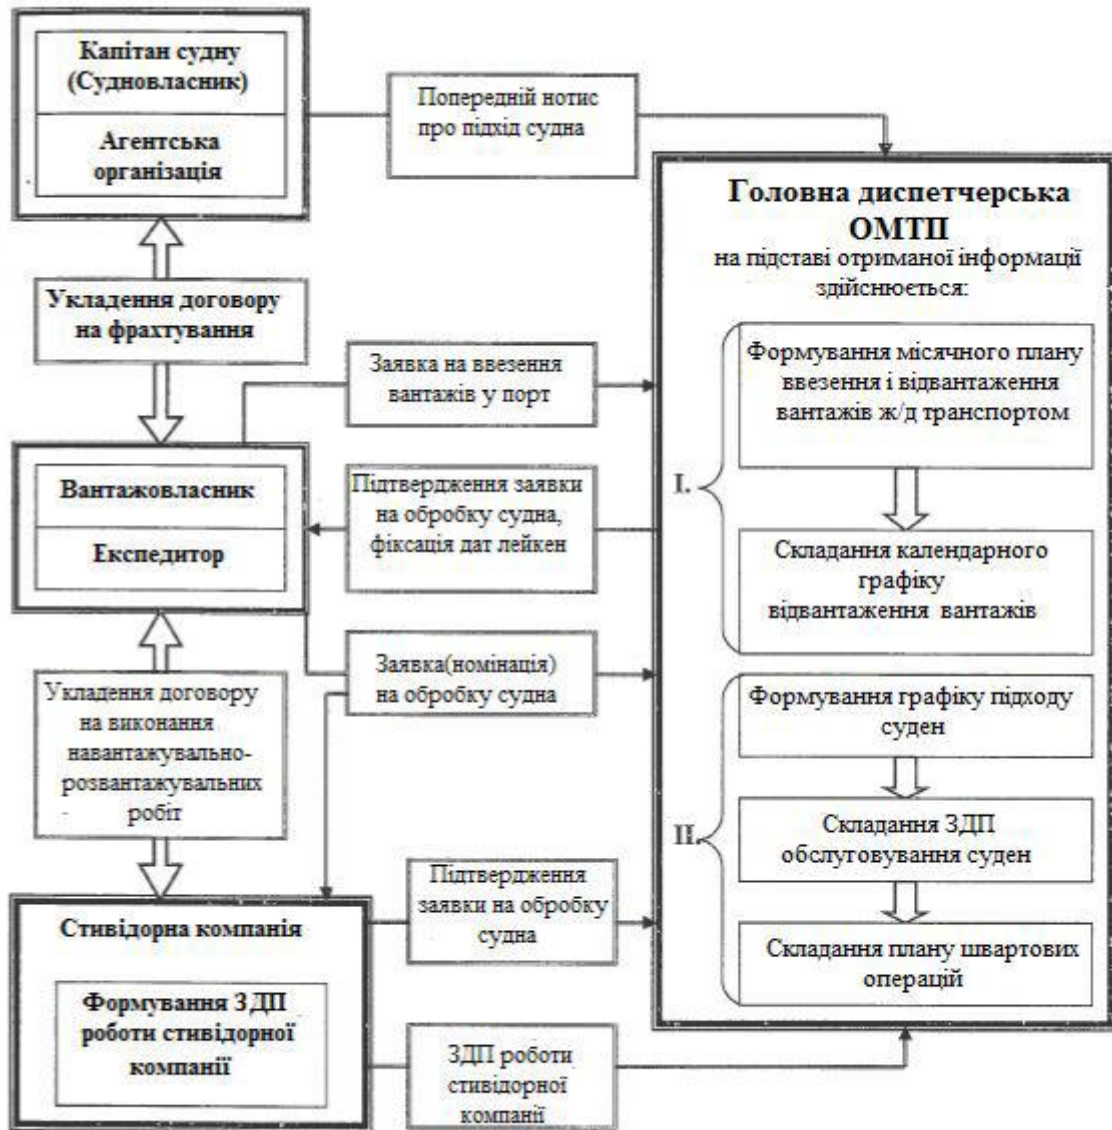 Капітан судну
(Судновласник)
Агентська
організація
Попередній нотис
про підхід судна
Головна диспетчерська
ОМТП
на підставі отриманої інформації
здійснюється:
Укладення договору
на фрахтування
Заявка на ввезення
вантажів у порт
Формування місячного плану
ввезення і відвантаження
вантажів ж/д транспортом
I.
Вантажовласник
Експедитор
Підтвердження заявки
на обробку судна,
фіксація дат лейкен
Складання календарного
графіку
відвантаження вантажів
Заявка(номінація)
на обробку судна
Укладення договору
на виконання
навантажувально-
розвантажувальних
робіт
Формування графіку підходу
суден
II.
Складання ЗДП
обслуговування суден
Складання плану швартових
операцій
Стивідорна компанія
Підтвердження
заявки на обробку
судна
Формування ЗДП
роботи стивідорної
компанії
ЗДП роботи
стивідорної
компанії